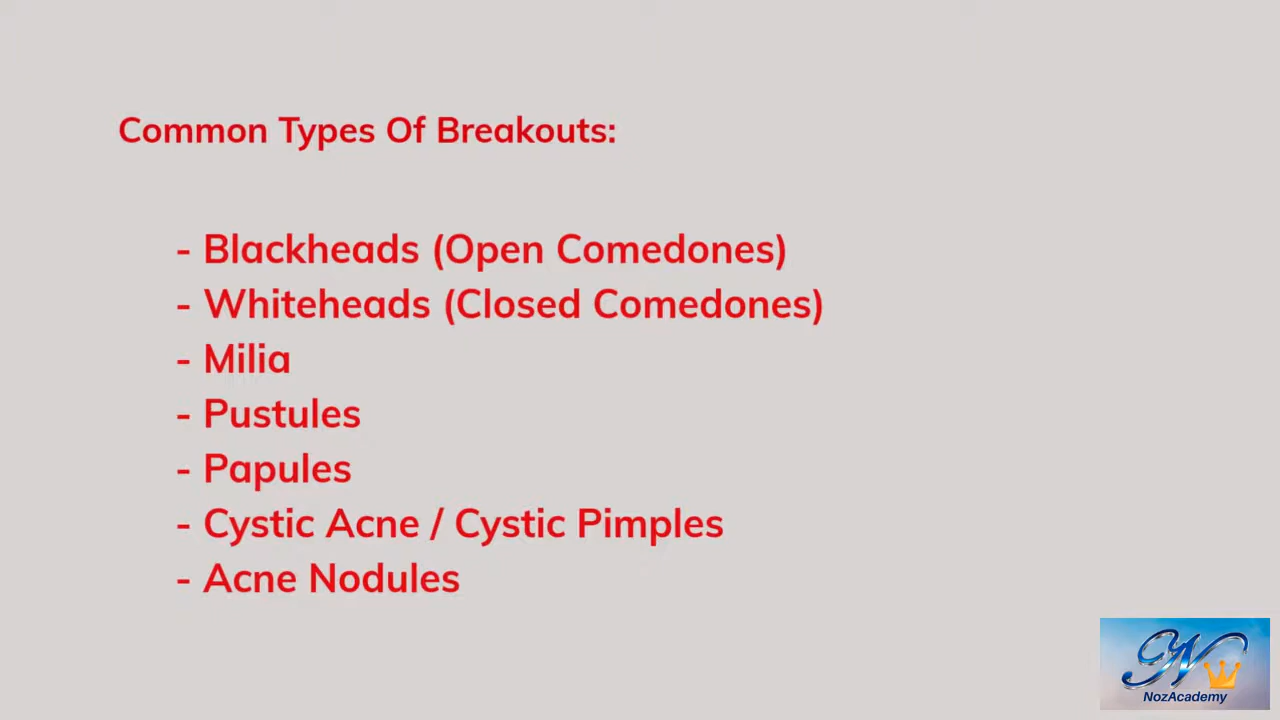 Common Types Of Breakouts:
- Blackheads (Open Comedones)
- Whiteheads (Closed Comedones)
- Milia
- Pustules
- Papules
- Cystic Acne / Cystic Pimples
- Acne Nodules
N
NozAcademy